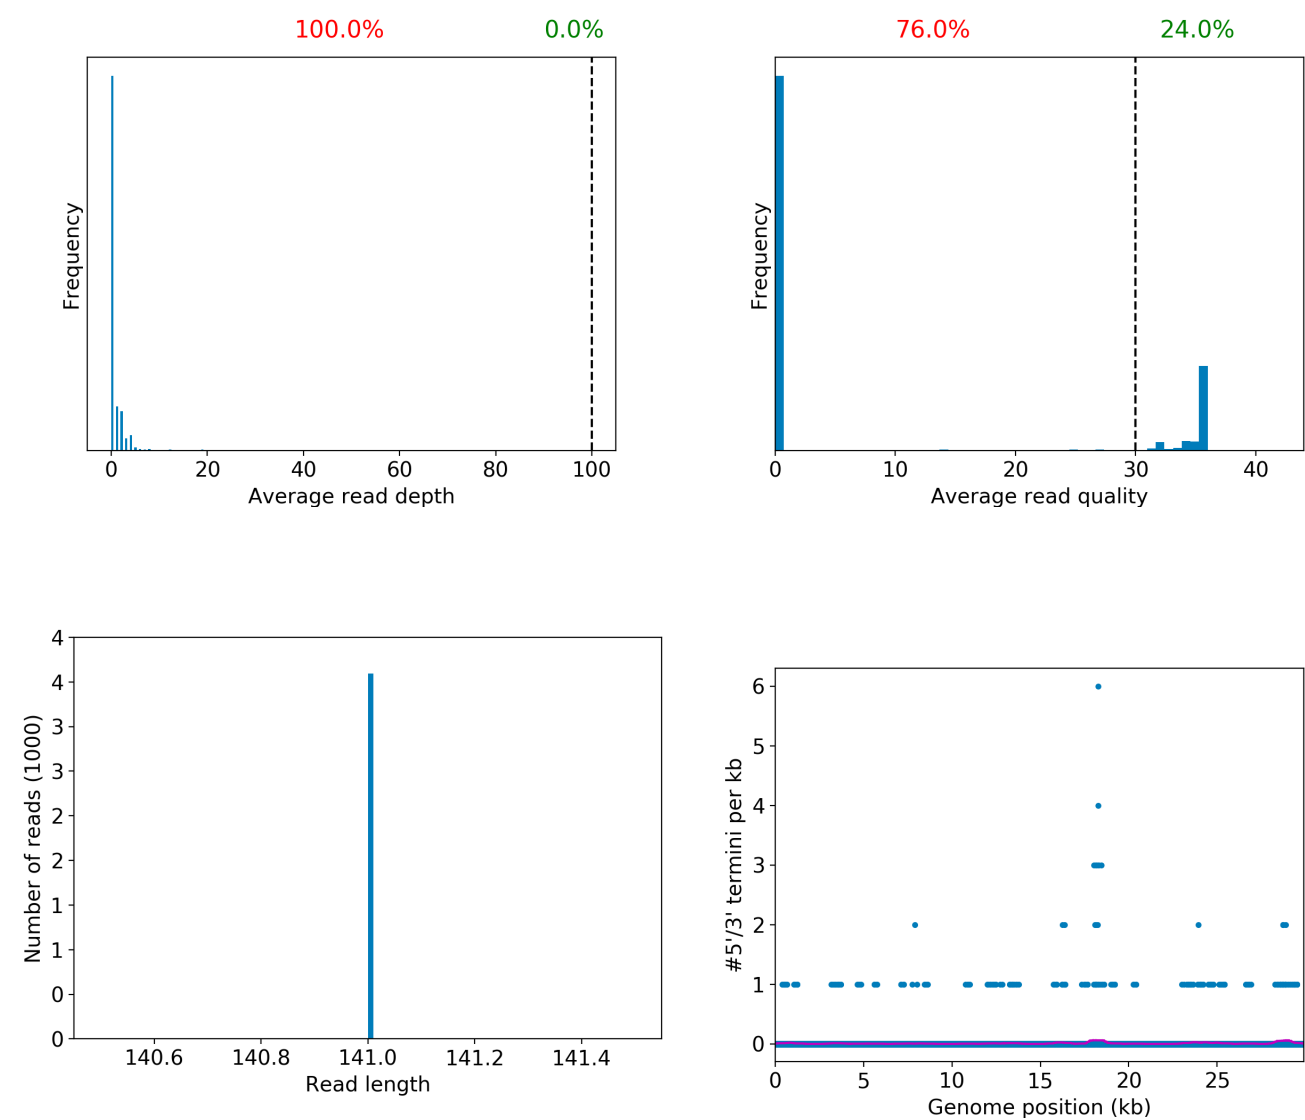 100.0% 0.0%
Frequency
0 20 40 60 80 100
Average read depth
76.0% 24.0%
Frequency
0 10 20 30 40
Average read quality
4
4
3
3
2
2
1
1
0
0
Number of reads (1000)
140.6 140.8 141.0 141.2 141.4
Read length
6
5
4
3
2
1
0
#5'/3' termini per kb
0 5 10 15 20 25
Genome position (kb)